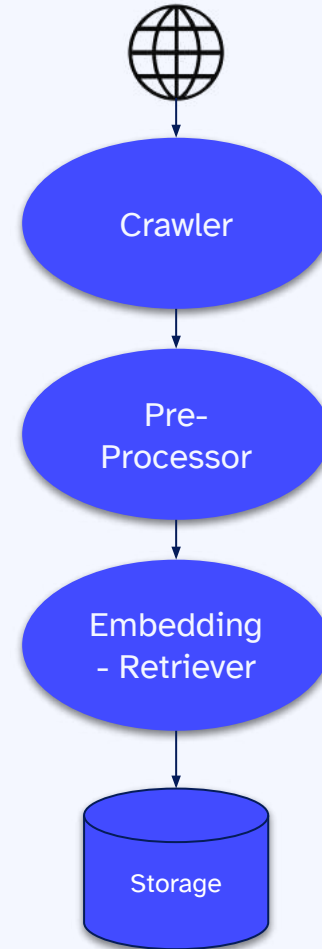 Crawler
Pre-
Processor
Embedding
- Retriever
Storage